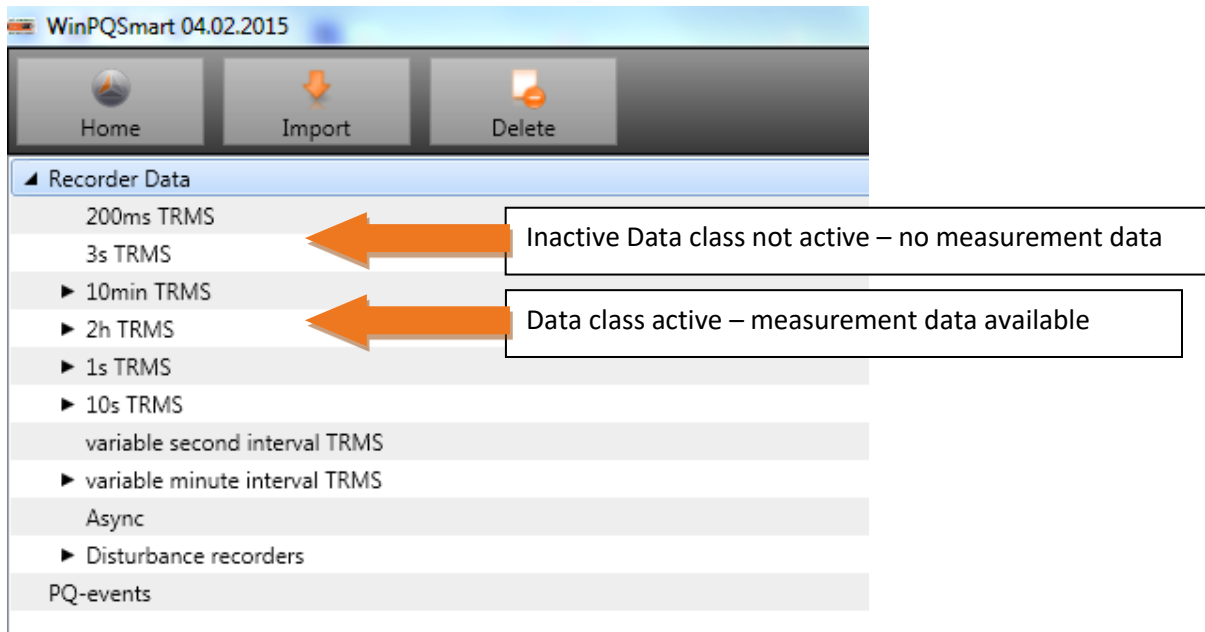 WinPQSmart 04.02.2015
Home Import Delete
Recorder Data
200ms TRMS
Inactive Data class not active – no measurement data
3s TRMS
10min TRMS
Data class active – measurement data available
2h TRMS
1s TRMS
10s TRMS
variable second interval TRMS
variable minute interval TRMS
Async
Disturbance recorders
PQ-events